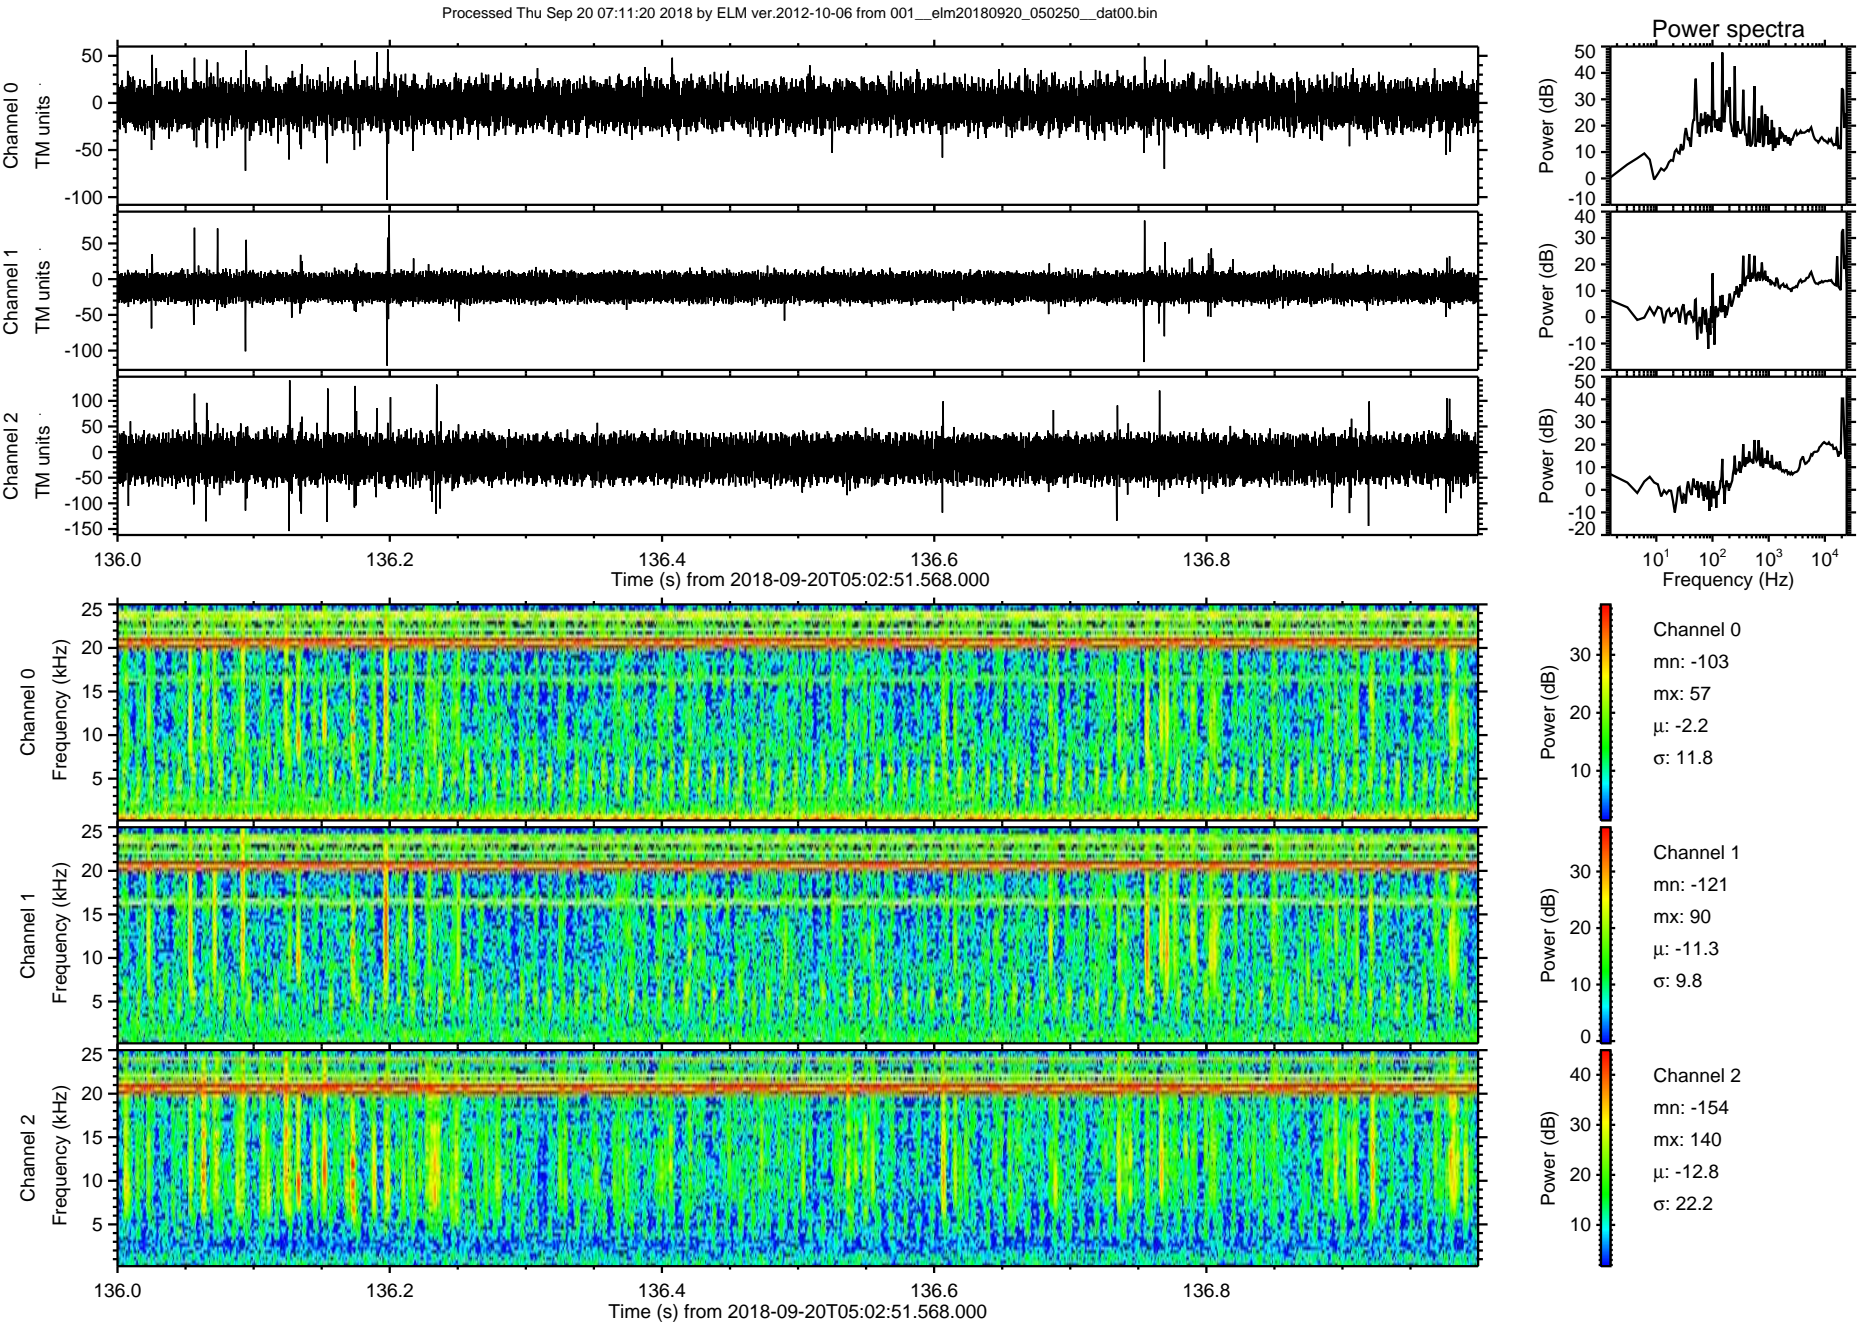 Processed Thu Sep 20 07:11:20 2018 by ELM ver.2012-10-06 from 001__elm20180920_050250__dat00.bin
Power spectra
Channel 0
TM units
50
0
-50
-100
Power (dB)
50
40
30
20
10
0
-10
Channel 1
TM units
50
0
-50
-100
Power (dB)
40
30
20
10
0
-10
-20
Channel 2
TM units
100
50
0
-50
-100
-150
Power (dB)
50
40
30
20
10
0
-10
-20
136.0 136.2 136.4 136.6 136.8
Time (s) from 2018-09-20T05:02:51.568.000
10¹ 10² 10³ 10⁴
Frequency (Hz)
Channel 0
Frequency (kHz)
25
20
15
10
5
Power (dB)
30
20
10
Channel 0
mn: -103
mx: 57
μ: -2.2
σ: 11.8
Channel 1
Frequency (kHz)
25
20
15
10
5
Power (dB)
30
20
10
0
Channel 1
mn: -121
mx: 90
μ: -11.3
σ: 9.8
Channel 2
Frequency (kHz)
25
20
15
10
5
Power (dB)
40
30
20
10
Channel 2
mn: -154
mx: 140
μ: -12.8
σ: 22.2
136.0 136.2 136.4 136.6 136.8
Time (s) from 2018-09-20T05:02:51.568.000